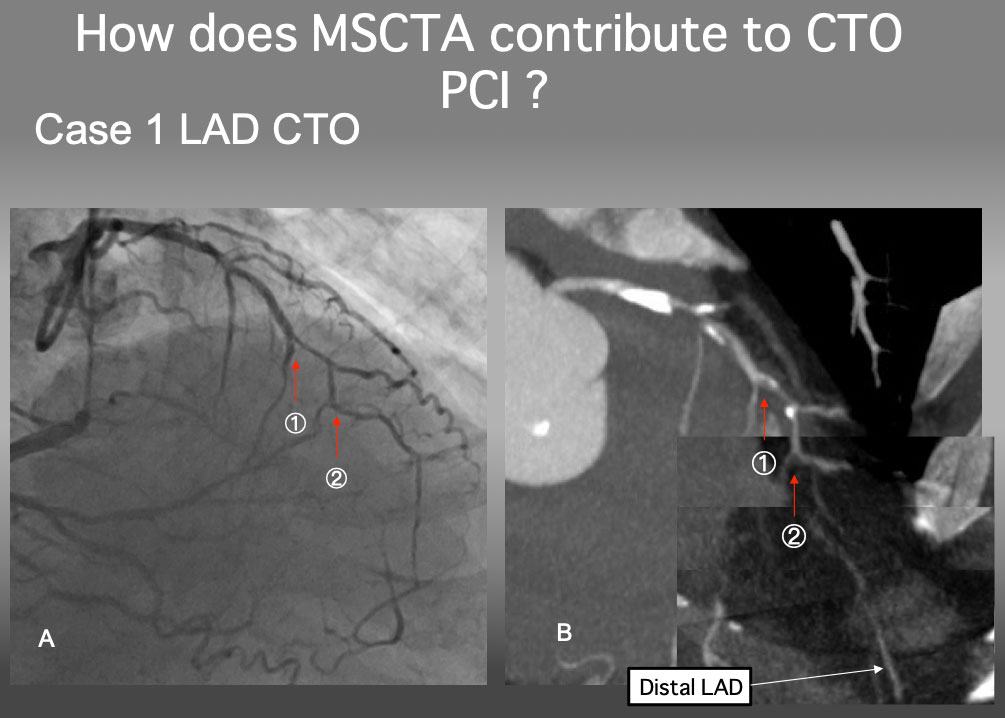 How does MSCTA contribute to CTO
PCI ?
Case 1 LAD CTO
①
②
A
①
②
B
Distal LAD